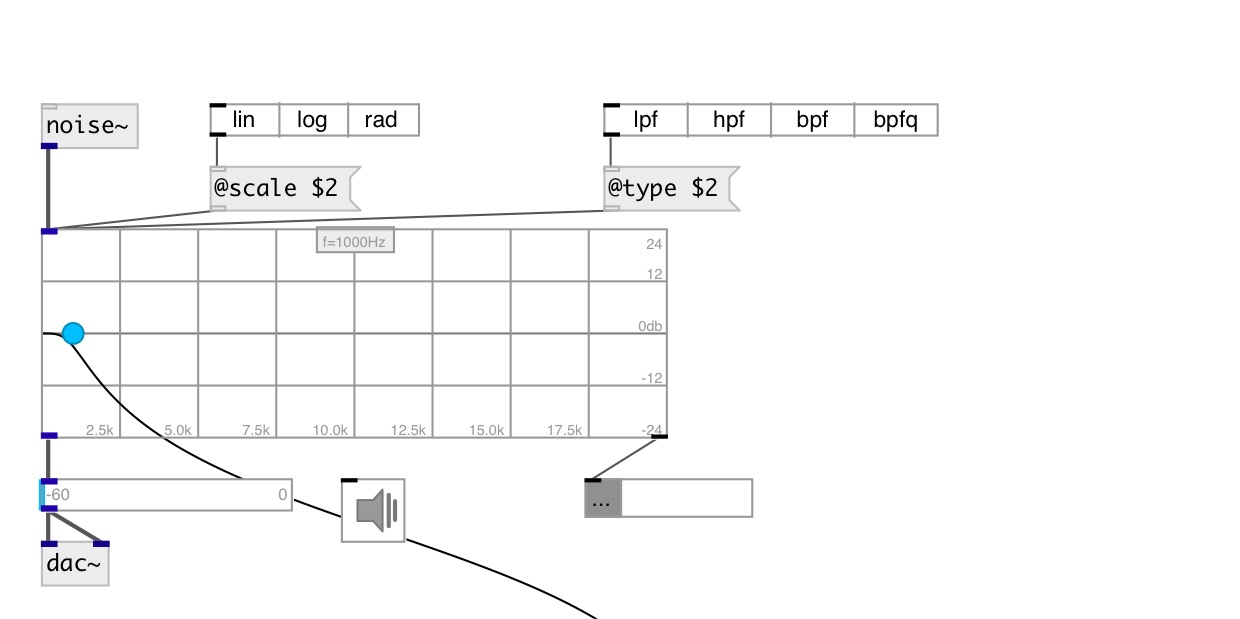 noise~
lin log rad
lpf hpf bpf bpfq
@scale $2
@type $2
f=1000Hz
24
12
0db
-12
2.5k 5.0k 7.5k 10.0k 12.5k 15.0k 17.5k -24
-60 0
...
dac~